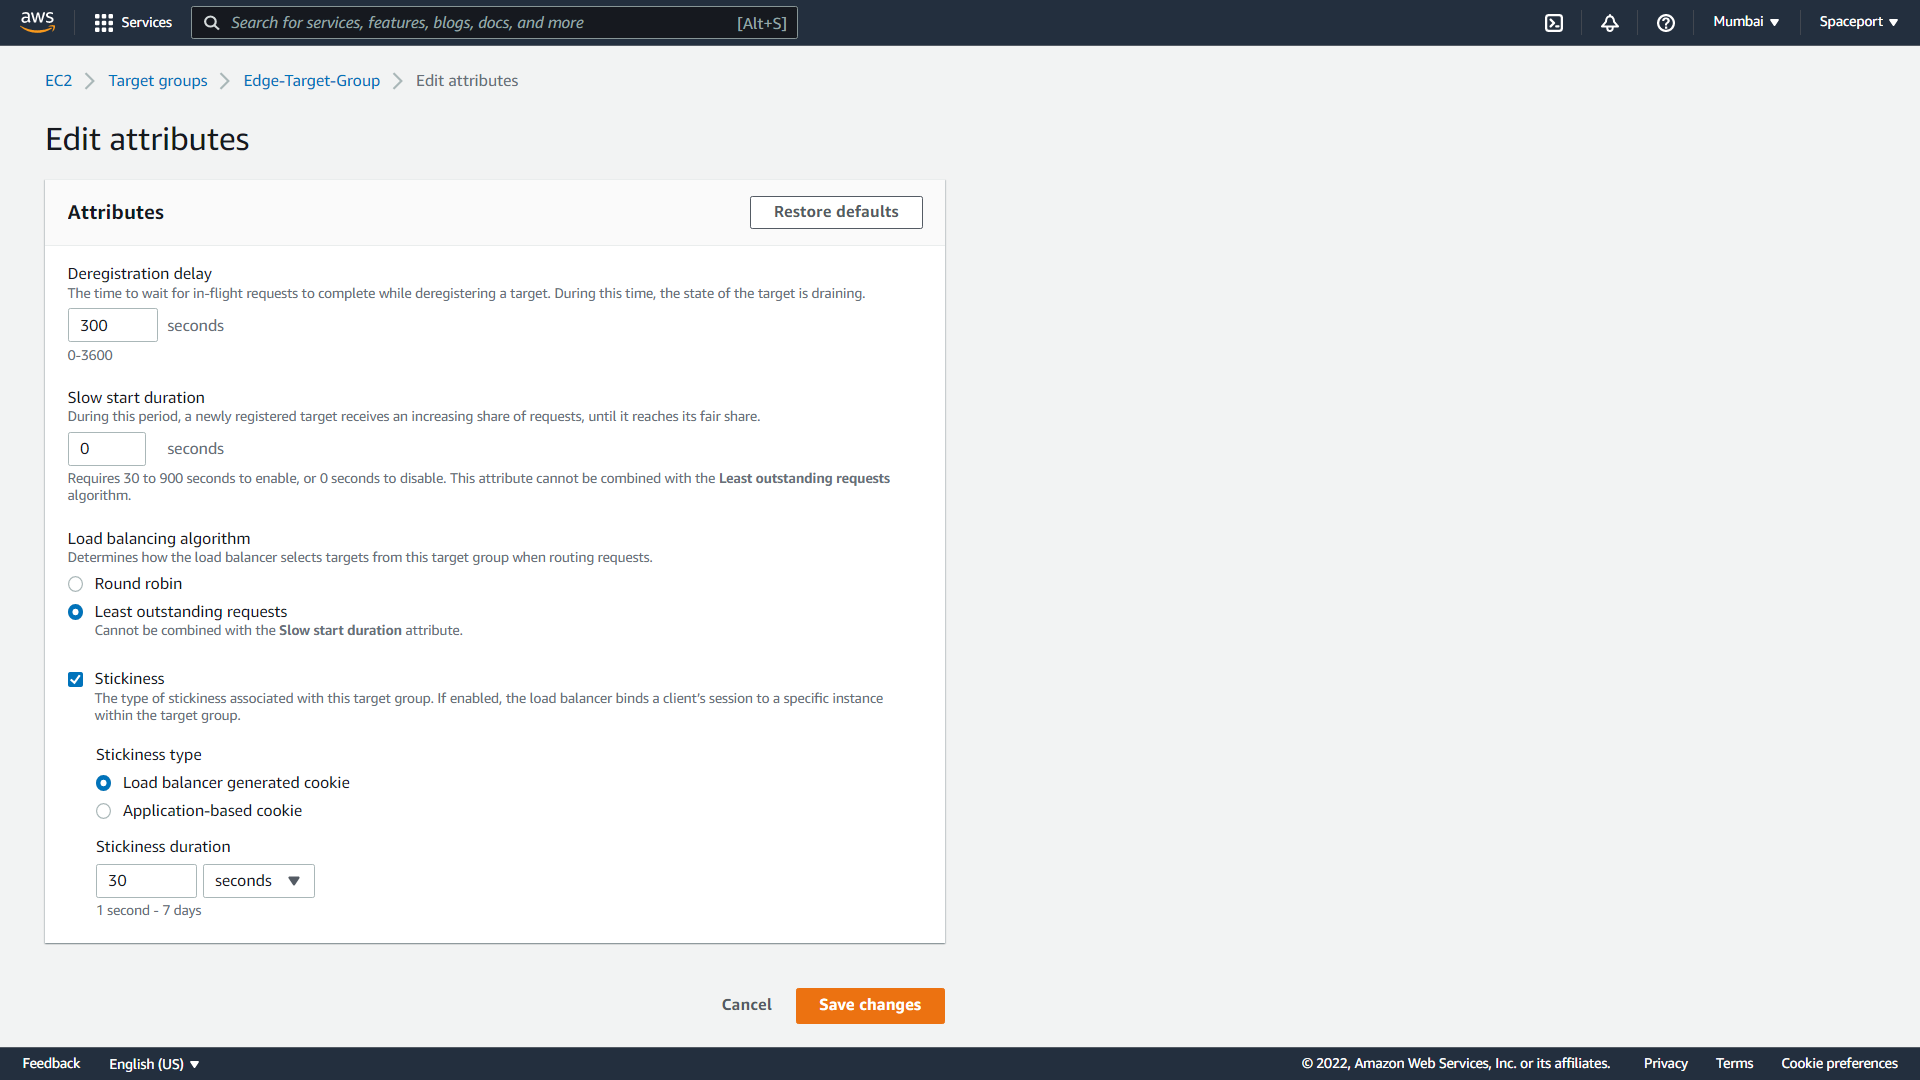 aws
Services
Search for services, features, blogs, docs, and more
[Alt+S]
Mumbai
Spaceport
EC2
Target groups
Edge-Target-Group
Edit attributes
Edit attributes
Attributes
Restore defaults
Deregistration delay
The time to wait for in-flight requests to complete while deregistering a target. During this time, the state of the target is draining.
300
seconds
0-3600
Slow start duration
During this period, a newly registered target receives an increasing share of requests, until it reaches its fair share.
0
seconds
Requires 30 to 900 seconds to enable, or 0 seconds to disable. This attribute cannot be combined with the Least outstanding requests
algorithm.
Load balancing algorithm
Determines how the load balancer selects targets from this target group when routing requests.
Round robin
Least outstanding requests
Cannot be combined with the Slow start duration attribute.
Stickiness
The type of stickiness associated with this target group. If enabled, the load balancer binds a client's session to a specific instance
within the target group.
Stickiness type
Load balancer generated cookie
Application-based cookie
Stickiness duration
30
seconds
1 second - 7 days
Cancel
Save changes
Feedback
English (US)
© 2022, Amazon Web Services, Inc. or its affiliates.
Privacy
Terms
Cookie preferences